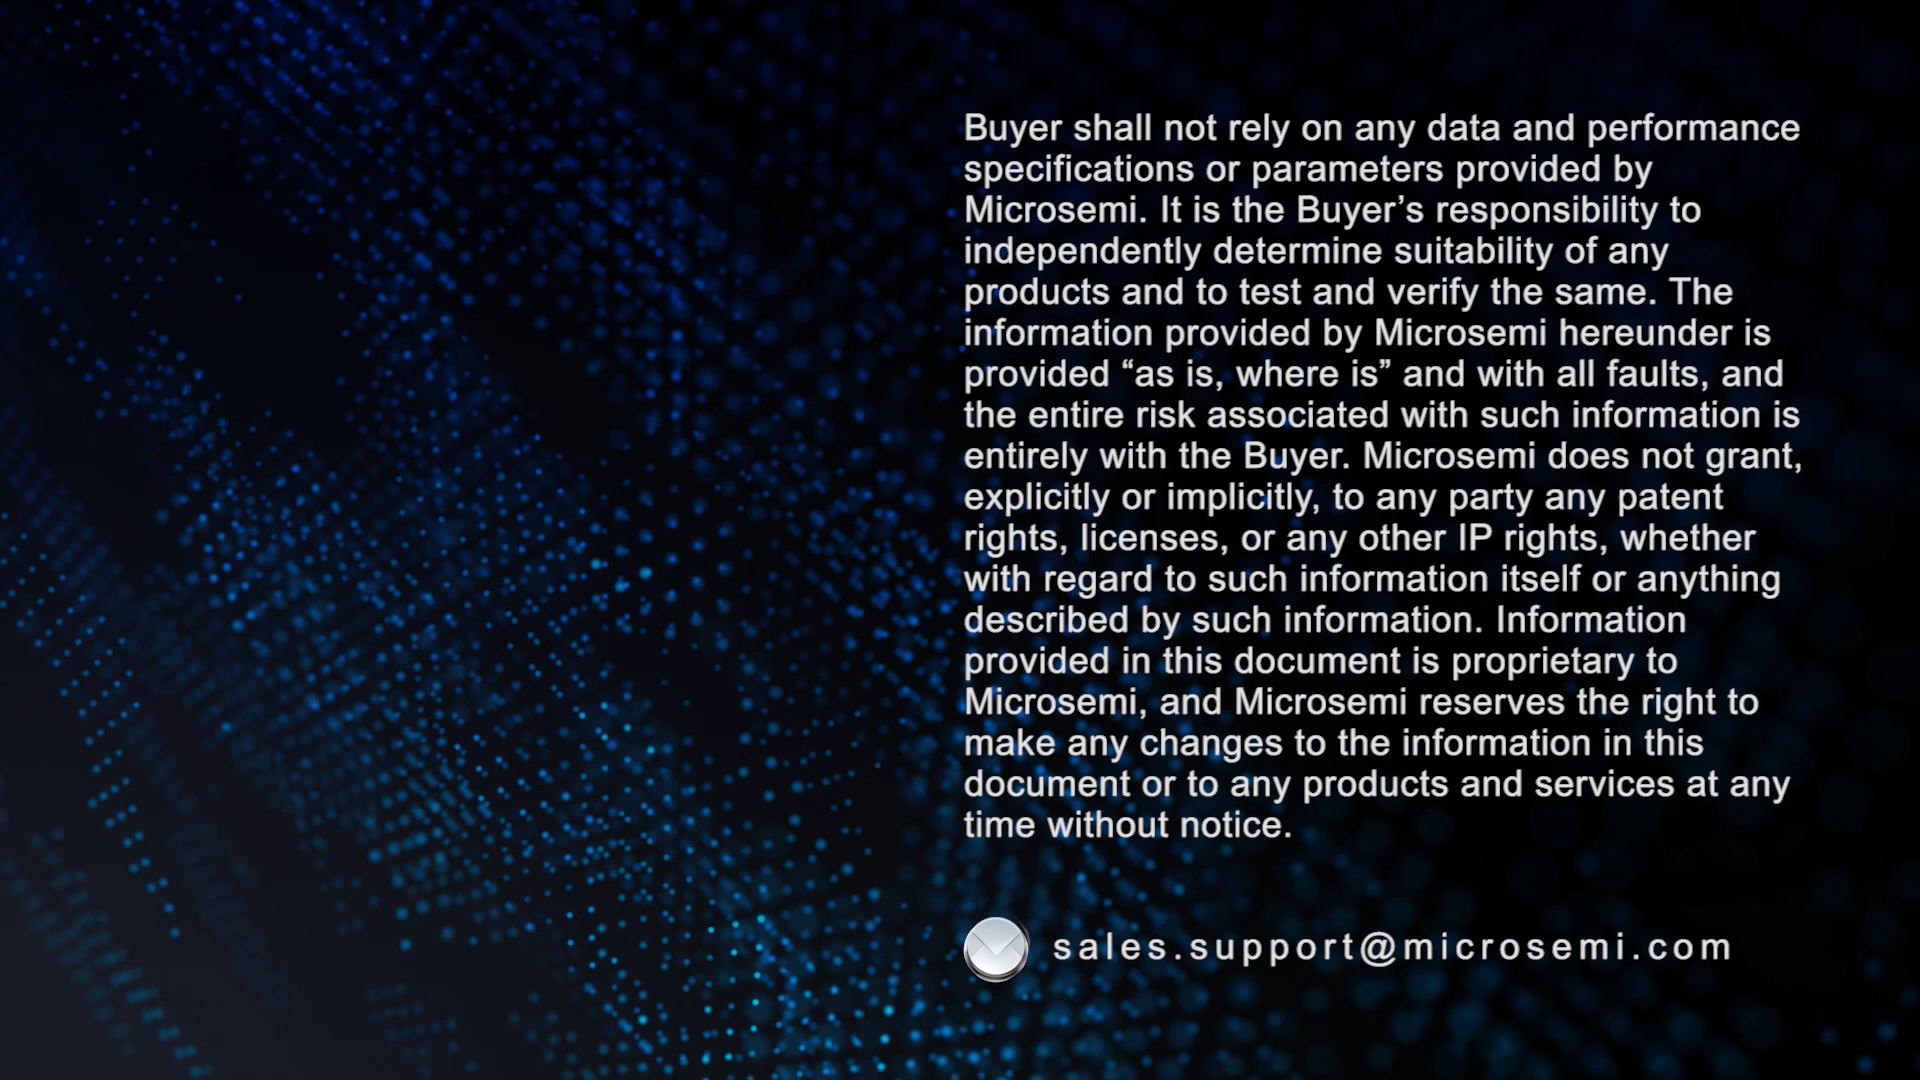 Buyer shall not rely on any data and performance
specifications or parameters provided by
Microsemi. It is the Buyer’s responsibility to
independently determine suitability of any
products and to test and verify the same. The
information provided by Microsemi hereunder is
provided “as is, where is” and with all faults, and
the entire risk associated with such information is
entirely with the Buyer. Microsemi does not grant,
explicitly or implicitly, to any party any patent
rights, licenses, or any other IP rights, whether
with regard to such information itself or anything
described by such information. Information
provided in this document is proprietary to
Microsemi, and Microsemi reserves the right to
make any changes to the information in this
document or to any products and services at any
time without notice.
sales.support@microsemi.com